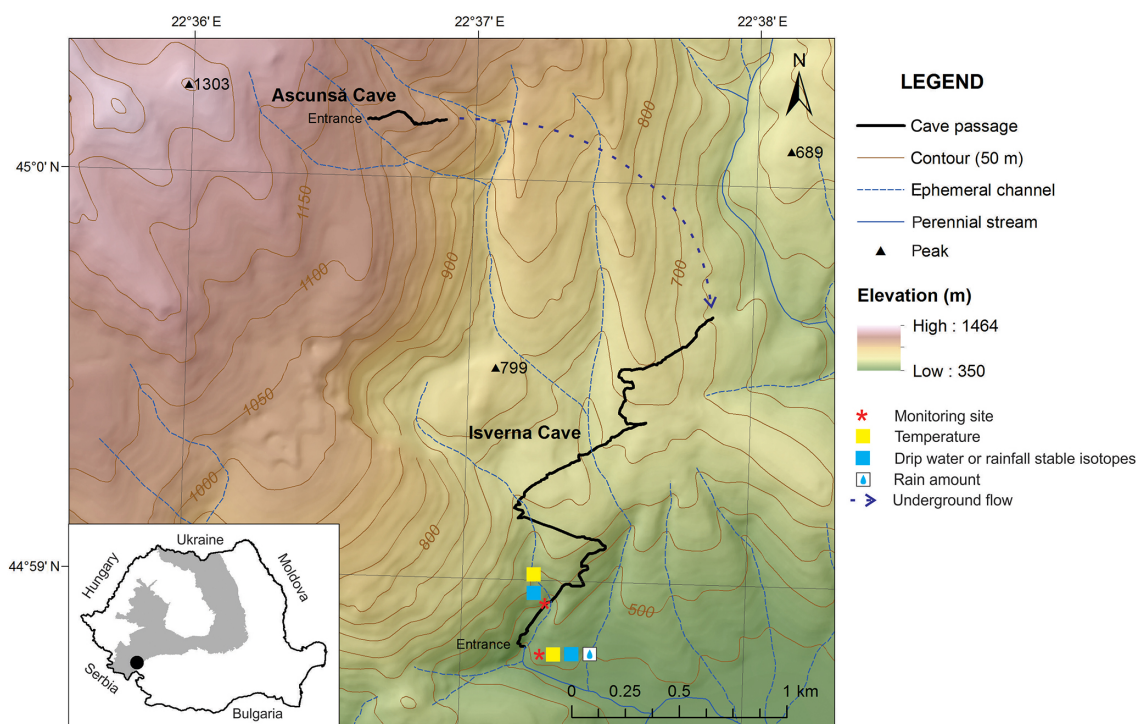 22°36' E
22°37' E
22°38' E
N
1303
Ascunsă Cave
Entrance
800
689
45°0' N
1150
1100
900
700
799
1050
Isverna Cave
1000
800
44°59' N
500
Entrance
0 0.25 0.5 1 km
Ukraine
Hungary
Moldova
Serbia
Bulgaria
LEGEND
Cave passage
Contour (50 m)
Ephemeral channel
Perennial stream
Peak
Elevation (m)
High : 1464
Low : 350
Monitoring site
Temperature
Drip water or rainfall stable isotopes
Rain amount
Underground flow